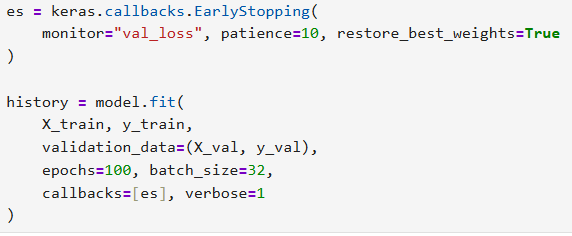 es = keras.callbacks.EarlyStopping(
    monitor="val_loss", patience=10, restore_best_weights=True
)

history = model.fit(
    X_train, y_train,
    validation_data=(X_val, y_val),
    epochs=100, batch_size=32,
    callbacks=[es], verbose=1
)